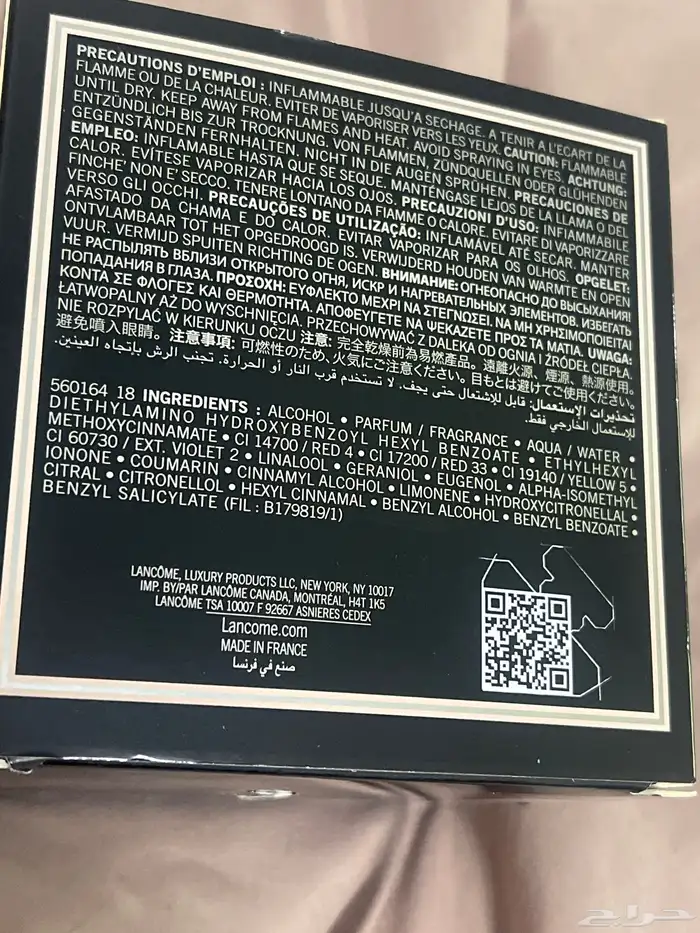 PRECAUTIONS D'EMPLOI : INFLAMMABLE JUSQU'A SECHAGE. A TENIR A L'ECART DE LA
FLAMME OU DE LA CHALEUR. EVITER DE VAPORISER VERS LES YEUX. CAUTION: FLAMMABLE
UNTIL DRY. KEEP AWAY FROM FLAMES AND HEAT. AVOID SPRAYING IN EYES. ACHTUNG:
ENTZÜNDLICH BIS ZUR TROCKNUNG. VON FLAMMEN, ZÜNDQUELLEN ODER GLÜHENDEN
GEGENSTÄNDEN FERNHALTEN. NICHT IN DIE AUGEN SPRÜHEN. PRECAUCIONES DE
EMPLEO: INFLAMABLE HASTA QUE SE SEQUE. MANTÉNGASE LEJOS DE LA LLAMA O DEL
CALOR. EVÍTESE VAPORIZAR HACIA LOS OJOS. PRECAUZIONI D'USO: INFIAMMABILE
FINCHE' NON E' SECCO. TENERE LONTANO DA FIAMME O CALORE. EVITARE DI VAPORIZZARE
VERSO GLI OCCHI. PRECAUÇÕES DE UTILIZAÇÃO: INFLAMÁVEL ATÉ SECAR. MANTER
AFASTADO DA CHAMA E DO CALOR. EVITAR VAPORIZAR PARA OS OLHOS. OPGELET:
ONTVLAMBAAR TOT HET OPGEDROOGD IS. VERWIJDERD HOUDEN VAN WARMTE EN OPEN
VUUR. VERMIJD SPUITEN RICHTING DE OGEN. ВНИМАНИЕ: ОГНЕОПАСНО ДО ВЫСЫХАНИЯ!
НЕ РАСПЫЛЯТЬ ВБЛИЗИ ОТКРЫТОГО ОГНЯ, ИСКР И НАГРЕВАТЕЛЬНЫХ ЭЛЕМЕНТОВ. ИЗБЕГАТЬ
ПОПАДАНИЯ В ГЛАЗА. ΠΡΟΣΟΧΗ: ΕΥΦΛΕΚΤΟ ΜΕΧΡΙ ΝΑ ΣΤΕΓΝΩΣΕΙ. ΝΑ ΜΗ ΧΡΗΣΙΜΟΠΟΙΕΙΤΑΙ
ΚΟΝΤΑ ΣΕ ΦΛΟΓΕΣ ΚΑΙ ΘΕΡΜΟΤΗΤΑ. ΑΠΟΦΕΥΓΕΤΕ ΝΑ ΨΕΚΑΖΕΤΕ ΠΡΟΣ ΤΑ ΜΑΤΙΑ. UWAGA:
ŁATWOPALNY AŻ DO WYSCHNIĘCIA. PRZECHOWYWAĆ Z DALEKA OD OGNIA I ŹRÓDEŁ CIEPŁA.
NIE ROZPYLAĆ W KIERUNKU OCZU 注意: 完全乾燥前為易燃產品。遠離火源、煙源、熱源使用。
避免噴入眼睛。注意事項: 可燃性のため、火気にご注意ください。目もとは避けてご使用ください。
تحذيرات الإستعمال: قابل للإشتعال حتى يجف. لا تستخدم قرب النار أو الحرارة. تجنب الرش بإتجاه العينين.
للإستعمال الخارجي فقط.
560164 18 INGREDIENTS : ALCOHOL • PARFUM / FRAGRANCE • AQUA / WATER •
DIETHYLAMINO HYDROXYBENZOYL HEXYL BENZOATE • ETHYLHEXYL
METHOXYCINNAMATE • CI 14700 / RED 4 • CI 17200 / RED 33 • CI 19140 / YELLOW 5 •
CI 60730 / EXT. VIOLET 2 • LINALOOL • GERANIOL • EUGENOL • ALPHA-ISOMETHYL
IONONE • COUMARIN • CINNAMYL ALCOHOL • LIMONENE • HYDROXYCITRONELLAL •
CITRAL • CITRONELLOL • HEXYL CINNAMAL • BENZYL ALCOHOL • BENZYL BENZOATE •
BENZYL SALICYLATE (FIL : B179819/1)
LANCÔME, LUXURY PRODUCTS LLC, NEW YORK, NY 10017
IMP. BY/PAR LANCÔME CANADA, MONTRÉAL, H4T 1K5
LANCÔME TSA 10007 F 92667 ASNIERES CEDEX
Lancome.com
MADE IN FRANCE
صنع في فرنسا
حراج